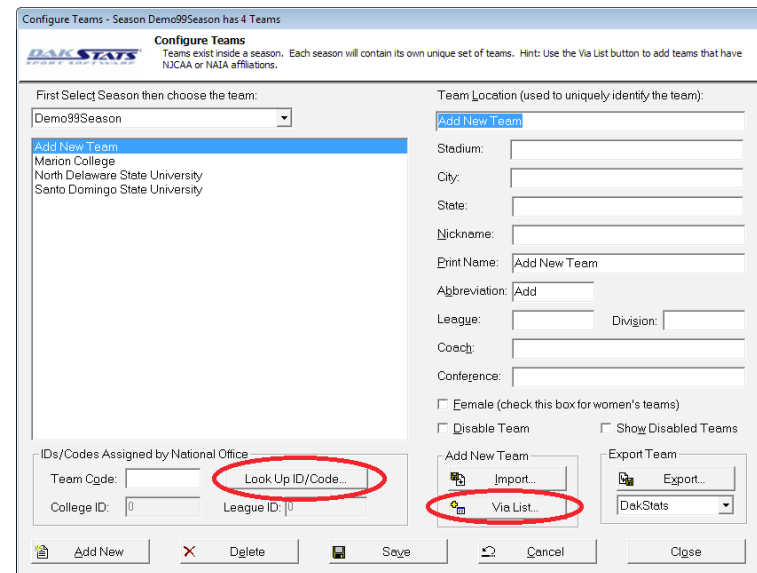 Configure Teams - Season Demo99Season has 4 Teams
DAKSTATS
SPORT SOFTWARE
Configure Teams
Teams exist inside a season. Each season will contain its own unique set of teams. Hint: Use the Via List button to add teams that have
NJCAA or NAIA affiliations.
First Select Season then choose the team:
Demo99Season
Add New Team
Marion College
North Delaware State University
Santo Domingo State University
Team Location (used to uniquely identify the team):
Add New Team
Stadium:
City:
State:
Nickname:
Print Name: Add New Team
Abbreviation: Add
League: Division:
Coach:
Conference:
Female (check this box for women's teams)
Disable Team Show Disabled Teams
IDs/Codes Assigned by National Office
Team Code: Look Up ID/Code...
College ID: 0 League ID: 0
Add New Team
Import...
Via List...
Export Team
Export...
DakStats
Add New Delete Save Cancel Close